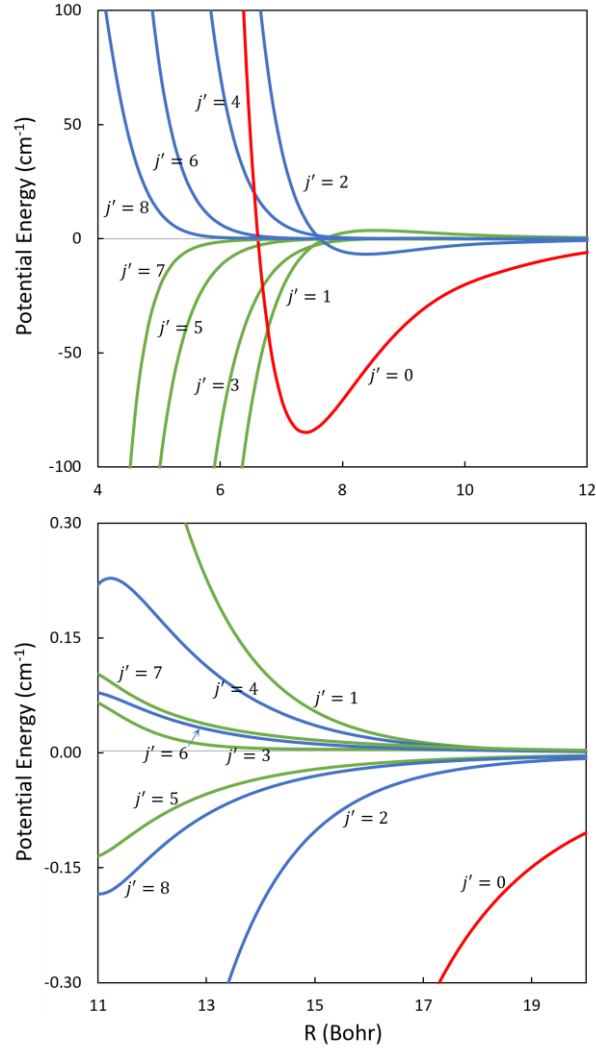 100
50
0
-50
-100
Potential Energy (cm⁻¹)
j′ = 4
j′ = 6
j′ = 2
j′ = 8
j′ = 7
j′ = 1
j′ = 5
j′ = 3
j′ = 0
4 6 8 10 12
0.30
0.15
0.00
-0.15
-0.30
Potential Energy (cm⁻¹)
j′ = 7
j′ = 4
j′ = 1
j′ = 6
j′ = 3
j′ = 5
j′ = 2
j′ = 8
j′ = 0
11 13 15 17 19
R (Bohr)